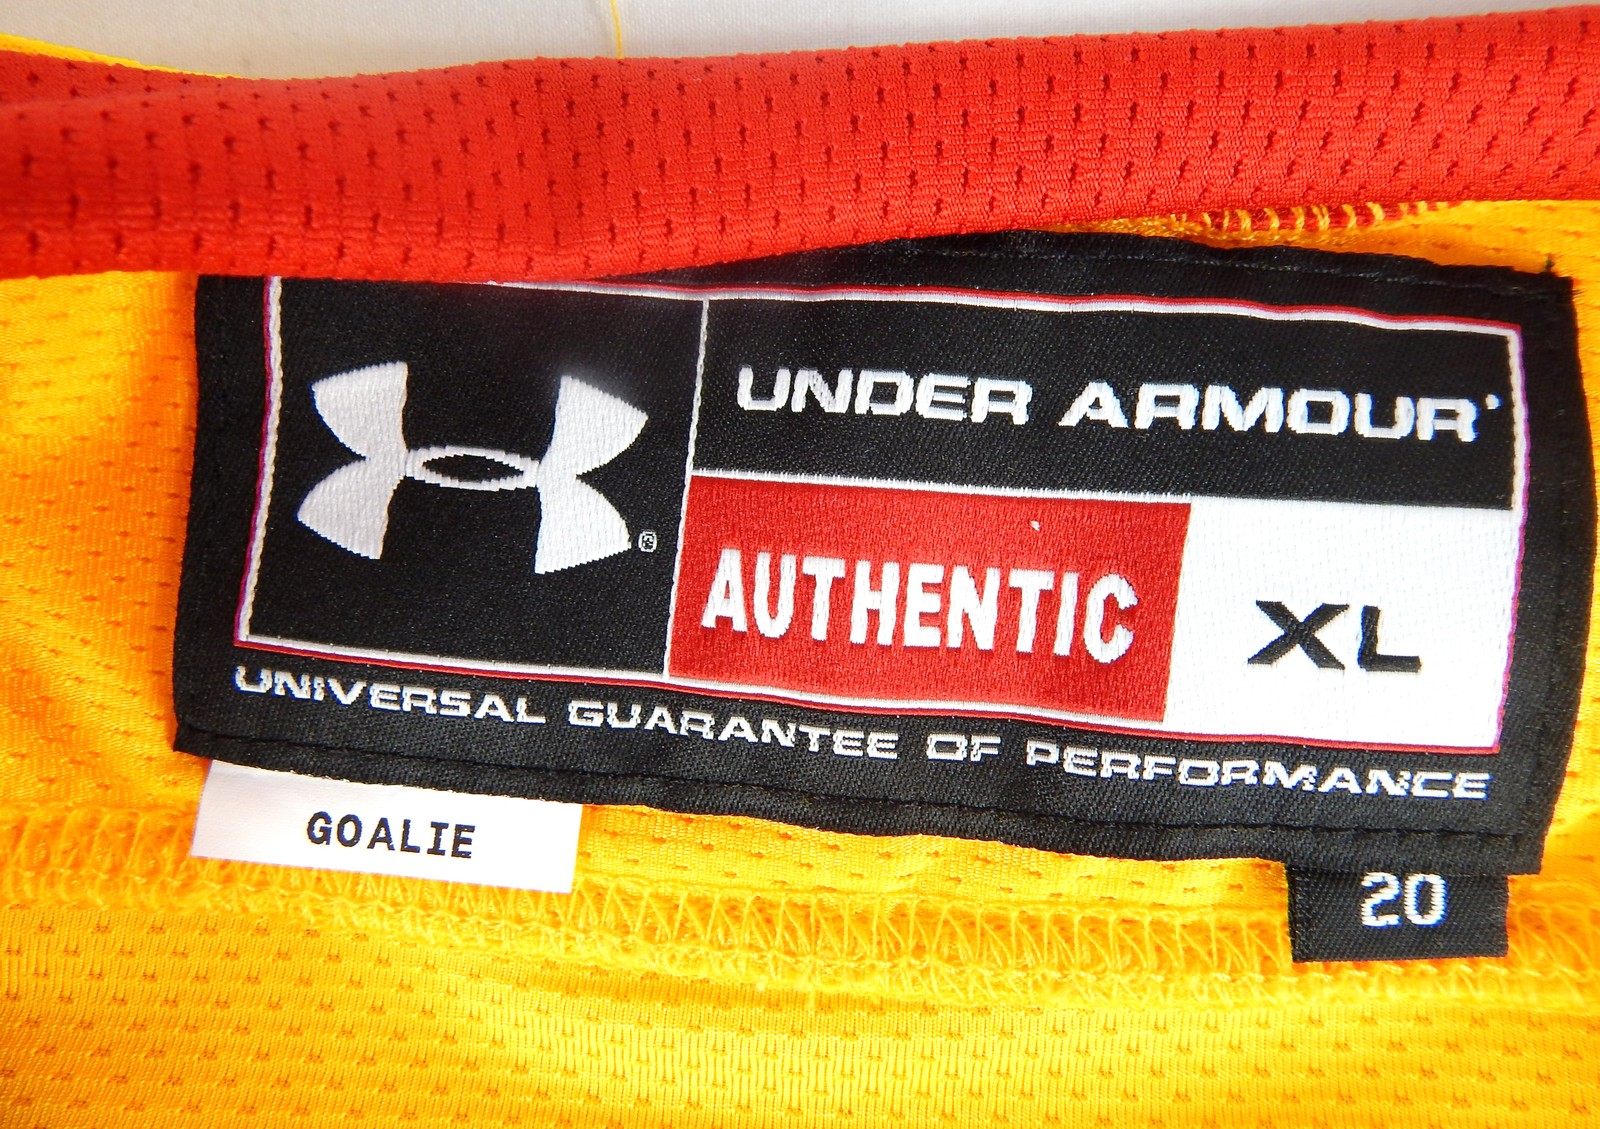 UNDER ARMOUR
®
AUTHENTIC
XL
UNIVERSAL GUARANTEE OF PERFORMANCE
GOALIE
20